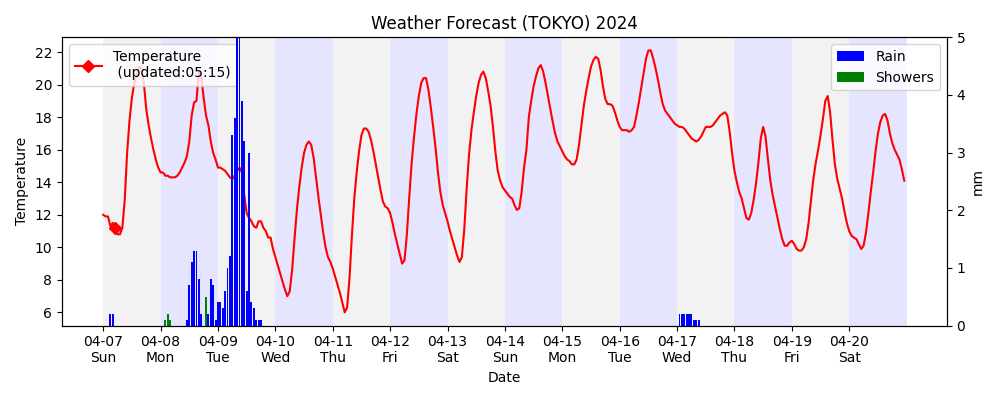 Weather Forecast (TOKYO) 2024
Temperature
(updated:05:15)
Rain
Showers
Temperature
22
20
18
16
14
12
10
8
6
5
4
3
2
1
0
mm
04-07 04-08 04-09 04-10 04-11 04-12 04-13 04-14 04-15 04-16 04-17 04-18 04-19 04-20
Sun Mon Tue Wed Thu Fri Sat Sun Mon Tue Wed Thu Fri Sat
Date